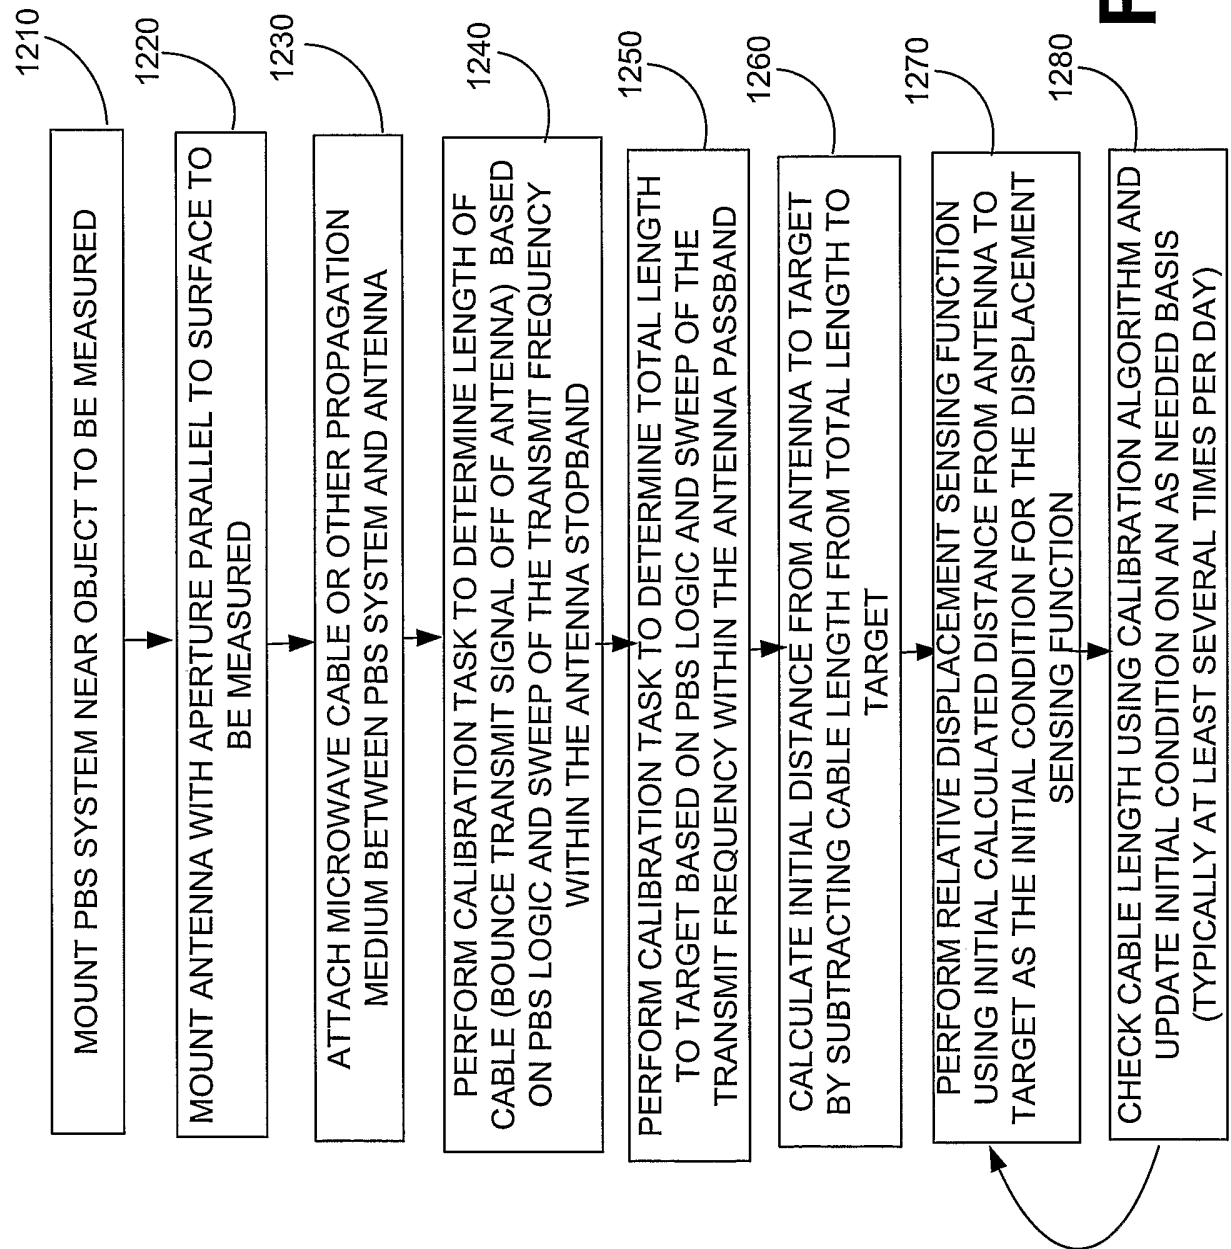 1210
MOUNT PBS SYSTEM NEAR OBJECT TO BE MEASURED
1220
MOUNT ANTENNA WITH APERTURE PARALLEL TO SURFACE TO
BE MEASURED
1230
ATTACH MICROWAVE CABLE OR OTHER PROPAGATION
MEDIUM BETWEEN PBS SYSTEM AND ANTENNA
1240
PERFORM CALIBRATION TASK TO DETERMINE LENGTH OF
CABLE (BOUNCE TRANSMIT SIGNAL OFF OF ANTENNA) BASED
ON PBS LOGIC AND SWEEP OF THE TRANSMIT FREQUENCY
WITHIN THE ANTENNA STOPBAND
1250
PERFORM CALIBRATION TASK TO DETERMINE TOTAL LENGTH
TO TARGET BASED ON PBS LOGIC AND SWEEP OF THE
TRANSMIT FREQUENCY WITHIN THE ANTENNA PASSBAND
1260
CALCULATE INITIAL DISTANCE FROM ANTENNA TO TARGET
BY SUBTRACTING CABLE LENGTH FROM TOTAL LENGTH TO
TARGET
1270
PERFORM RELATIVE DISPLACEMENT SENSING FUNCTION
USING INITIAL CALCULATED DISTANCE FROM ANTENNA TO
TARGET AS THE INITIAL CONDITION FOR THE DISPLACEMENT
SENSING FUNCTION
1280
CHECK CABLE LENGTH USING CALIBRATION ALGORITHM AND
UPDATE INITIAL CONDITION ON AN AS NEEDED BASIS
(TYPICALLY AT LEAST SEVERAL TIMES PER DAY)